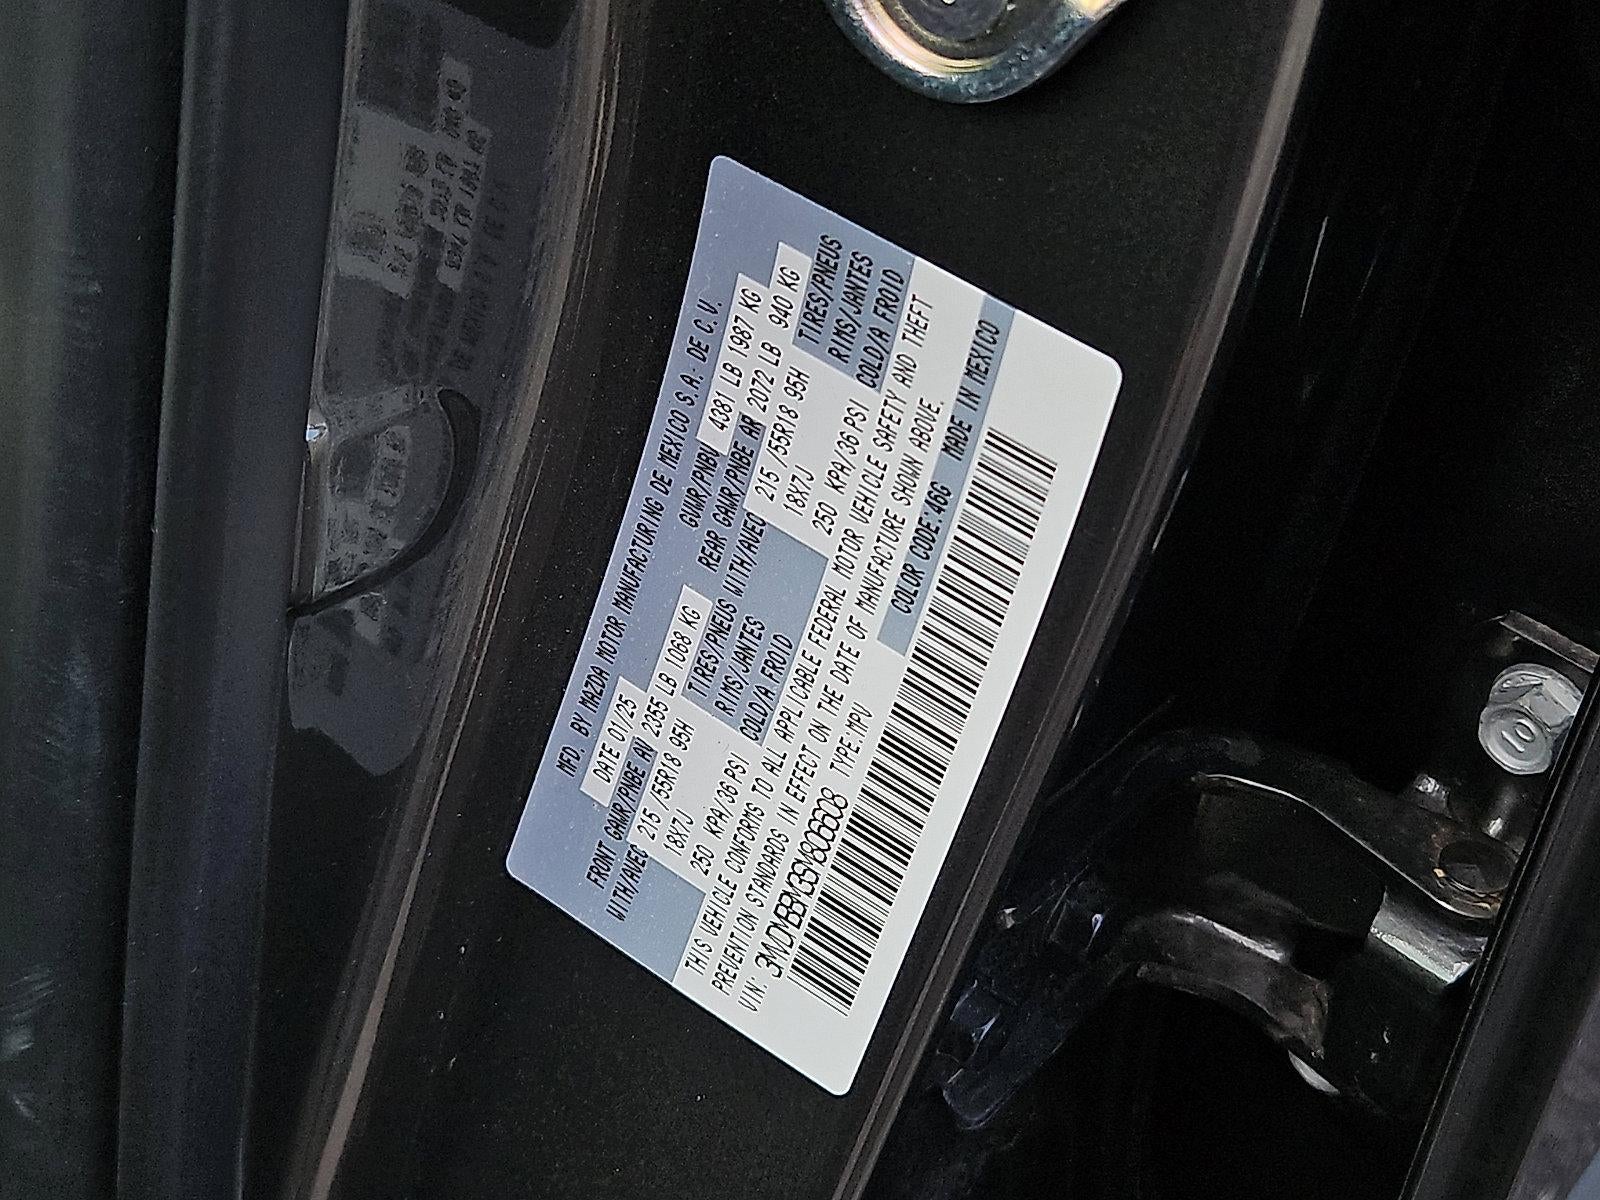 MFD. BY MAZDA MOTOR MANUFACTURING DE MEXICO S.A. DE C.V.
DATE 01/25 GVWR/PNBV 4381 LB 1987 KG
FRONT GAWR/PNBE AV 2355 LB 1068 KG REAR GAWR/PNBE AR 2072 LB 940 KG
WITH/AVEC 215 /55R18 95H TIRES/PNEUS WITH/AVEC 215 /55R18 95H TIRES/PNEUS
18X7J RIMS/JANTES 18X7J RIMS/JANTES
250 KPA/36 PSI COLD/A FROID 250 KPA/36 PSI COLD/A FROID
THIS VEHICLE CONFORMS TO ALL APPLICABLE FEDERAL MOTOR VEHICLE SAFETY AND THEFT
PREVENTION STANDARDS IN EFFECT ON THE DATE OF MANUFACTURE SHOWN ABOVE.
VIN: 3MVDMBBM3SM806608 TYPE:MPV COLOR CODE:46G MADE IN MEXICO
10